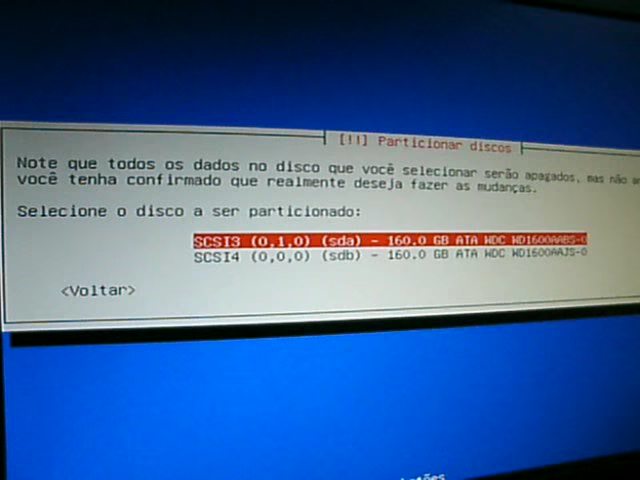 [!!] Particionar discos
Note que todos os dados no disco que você selecionar serão apagados, mas não
você tenha confirmado que realmente deseja fazer as mudanças.
Selecione o disco a ser particionado:
SCSI3 (0,1,0) (sda) - 160.0 GB ATA WDC WD1600AABS-0
SCSI4 (0,0,0) (sdb) - 160.0 GB ATA WDC WD1600AAJS-0
<Voltar>